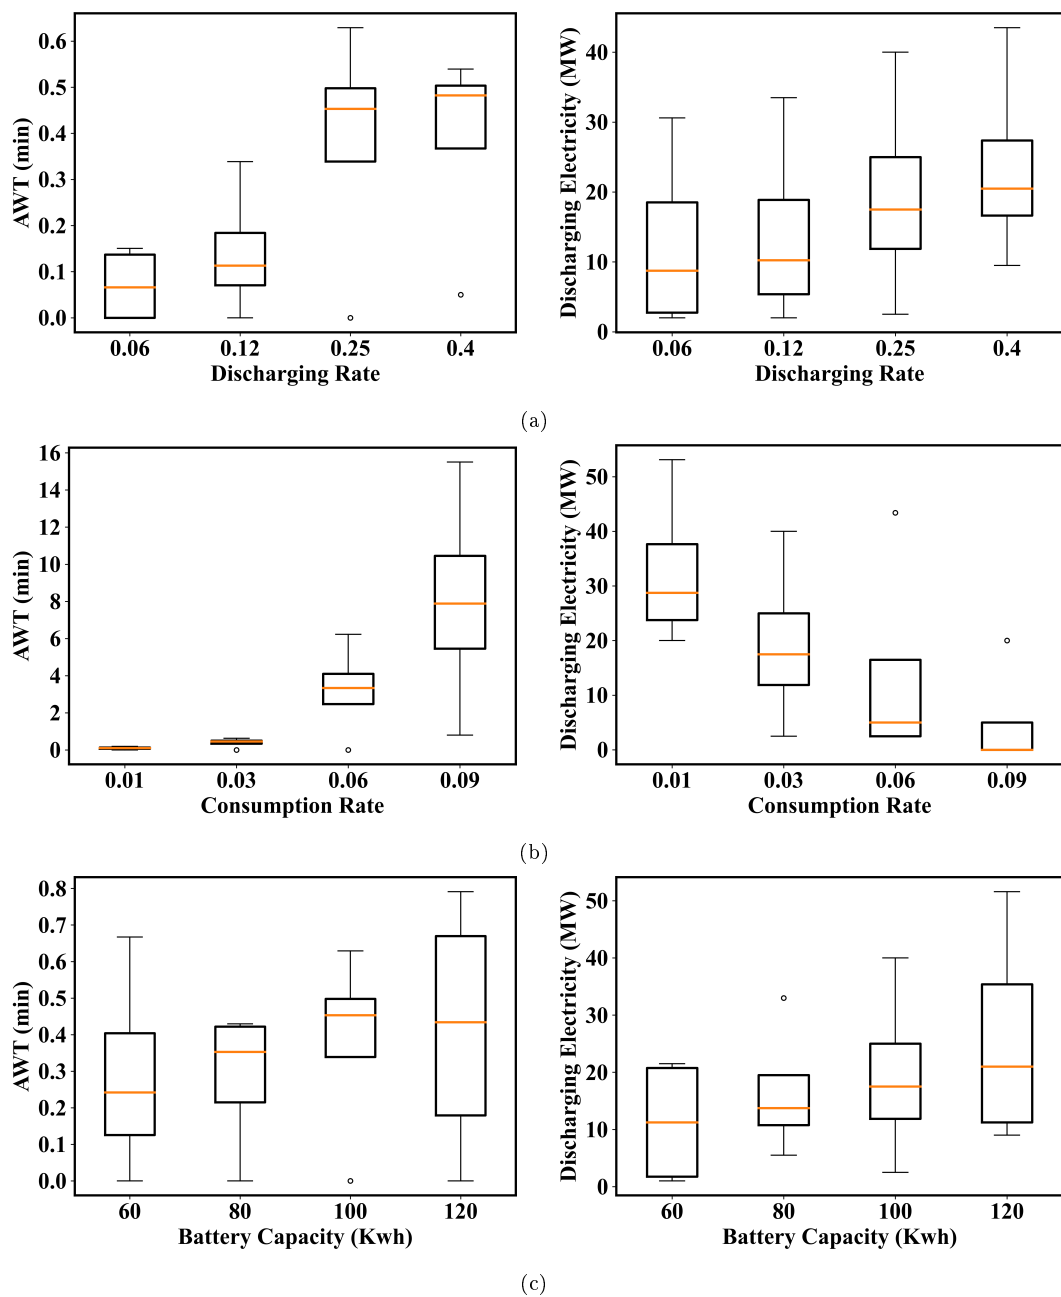 AWT (min)
0.6
0.5
0.4
0.3
0.2
0.1
0.0
0.06 0.12 0.25 0.4
Discharging Rate
Discharging Electricity (MW)
40
30
20
10
0
0.06 0.12 0.25 0.4
Discharging Rate
(a)
AWT (min)
16
14
12
10
8
6
4
2
0
0.01 0.03 0.06 0.09
Consumption Rate
Discharging Electricity (MW)
50
40
30
20
10
0
0.01 0.03 0.06 0.09
Consumption Rate
(b)
AWT (min)
0.8
0.7
0.6
0.5
0.4
0.3
0.2
0.1
0.0
60 80 100 120
Battery Capacity (Kwh)
Discharging Electricity (MW)
50
40
30
20
10
0
60 80 100 120
Battery Capacity (Kwh)
(c)